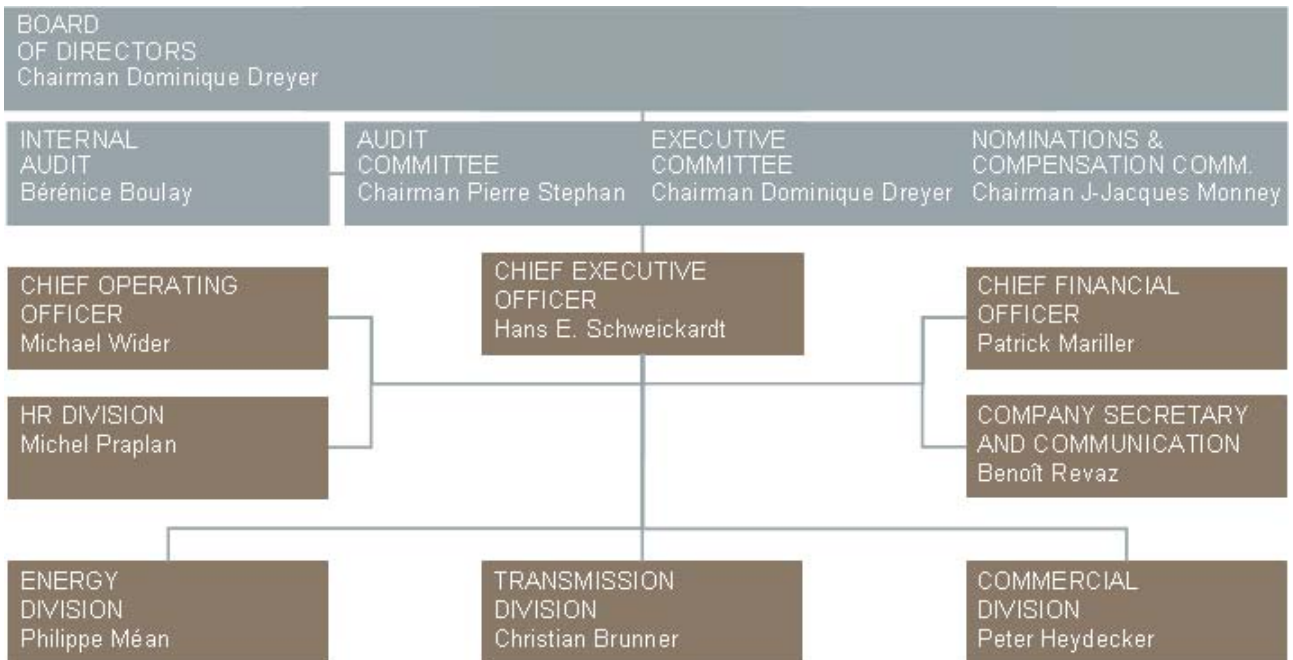 BOARD
OF DIRECTORS
Chairman Dominique Dreyer
INTERNAL
AUDIT
Bérénice Boulay
AUDIT
COMMITTEE
Chairman Pierre Stephan
EXECUTIVE
COMMITTEE
Chairman Dominique Dreyer
NOMINATIONS &
COMPENSATION COMM.
Chairman J-Jacques Monney
CHIEF OPERATING
OFFICER
Michael Wider
CHIEF EXECUTIVE
OFFICER
Hans E. Schweickardt
CHIEF FINANCIAL
OFFICER
Patrick Mariller
HR DIVISION
Michel Praplan
COMPANY SECRETARY
AND COMMUNICATION
Benoît Revaz
ENERGY
DIVISION
Philippe Méan
TRANSMISSION
DIVISION
Christian Brunner
COMMERCIAL
DIVISION
Peter Heydecker